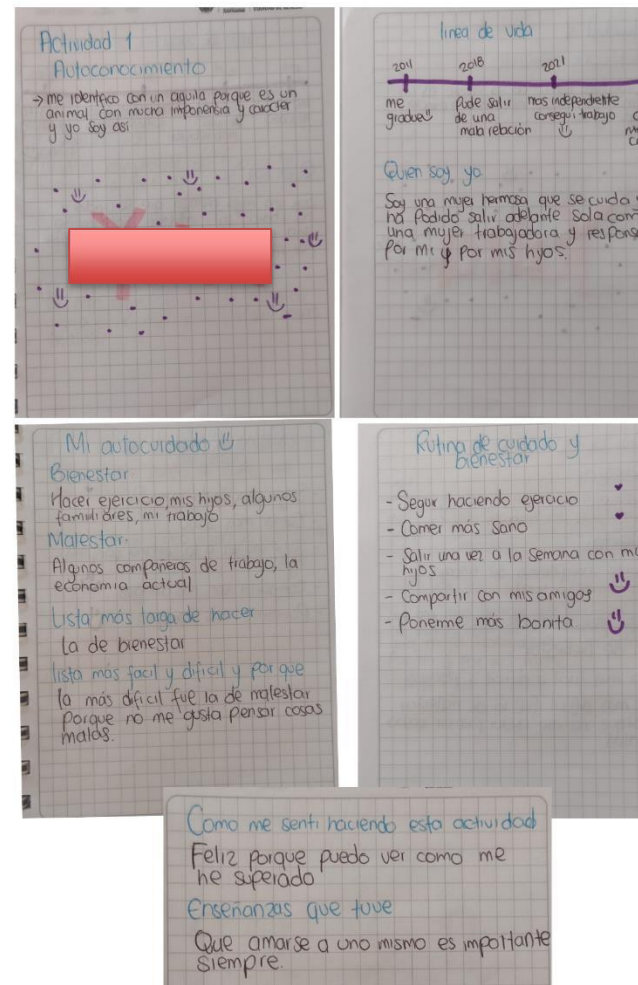 Actividad 1
Autoconocimiento
→ me identifico con un aguila porque es un
animal con mucha imponensia y caracter
y yo soy asi
linea de vida
2011 2018 2021
me
gradue
Pude salir
de una
mala relación
mas independiente
consegui trabajo
Quien soy yo
Soy una mujer hermosa que se cuida
ha podido salir adelante sola com
una mujer trabajadora y respons
por mi y por mis hijos.
Mi autocuidado
Bienestar
Hacer ejercicio, mis hijos, algunos
familiares, mi trabajo
Malestar.
Algunos compañeros de trabajo, la
economia actual
Lista más larga de hacer
La de bienestar
lista más facil y dificil y por que
la más dificil fue la de malestar
Porque no me gusta pensar cosas
malas.
Rutina de cuidado y
bienestar
- Seguir haciendo ejercicio
- Comer más sano
- Salir una vez a la semana con mi
hijos
- Compartir con mis amigos
- Ponerme más bonita
Como me senti haciendo esta actividad
Feliz porque puedo ver como me
he superado
Enseñanzas que tuve
Que amarse a uno mismo es importante
siempre.